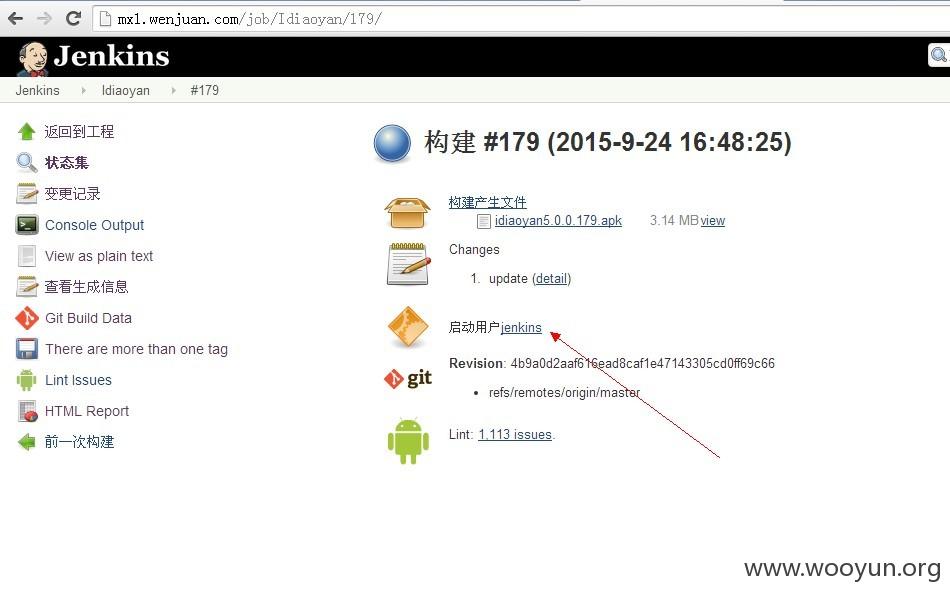 mx1.wenjuan.com/job/Idiaoyan/179/
Jenkins
Jenkins Idiaoyan #179
返回到工程
状态集
变更记录
Console Output
View as plain text
查看生成信息
Git Build Data
There are more than one tag
Lint Issues
HTML Report
前一次构建
构建 #179 (2015-9-24 16:48:25)
构建产生文件
idiaoyan5.0.0.179.apk 3.14 MB view
Changes
1. update (detail)
启动用户jenkins
Revision: 4b9a0d2aaf616ead8caf1e47143305cd0ff69c66
git
• refs/remotes/origin/master
Lint: 1,113 issues.
www.wooyun.org